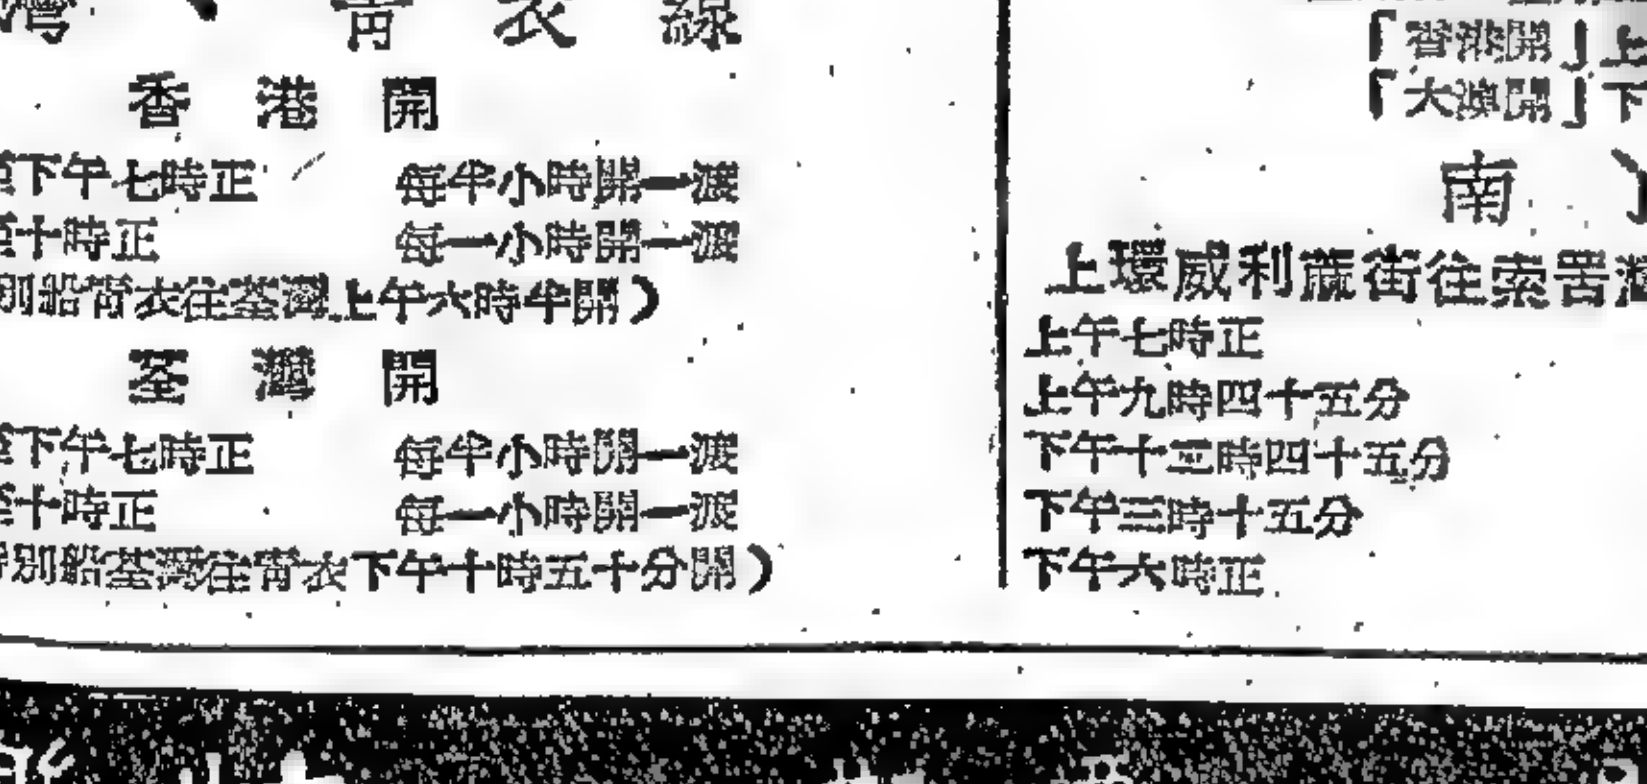 灣、青衣線
香港開
至下午七時正 每半小時開一渡
至十時正 每一小時開一渡
別船青衣往荃灣上午六時半開）
荃灣開
至下午七時正 每半小時開一渡
至十時正 每一小時開一渡
特別船荃灣往青衣下午十時五十分開）
「香港開」上
「大澳開」下
南丫
上環威利蔴街往索罟灣
上午七時正
上午九時四十五分
下午十二時四十五分
下午三時十五分
下午六時正